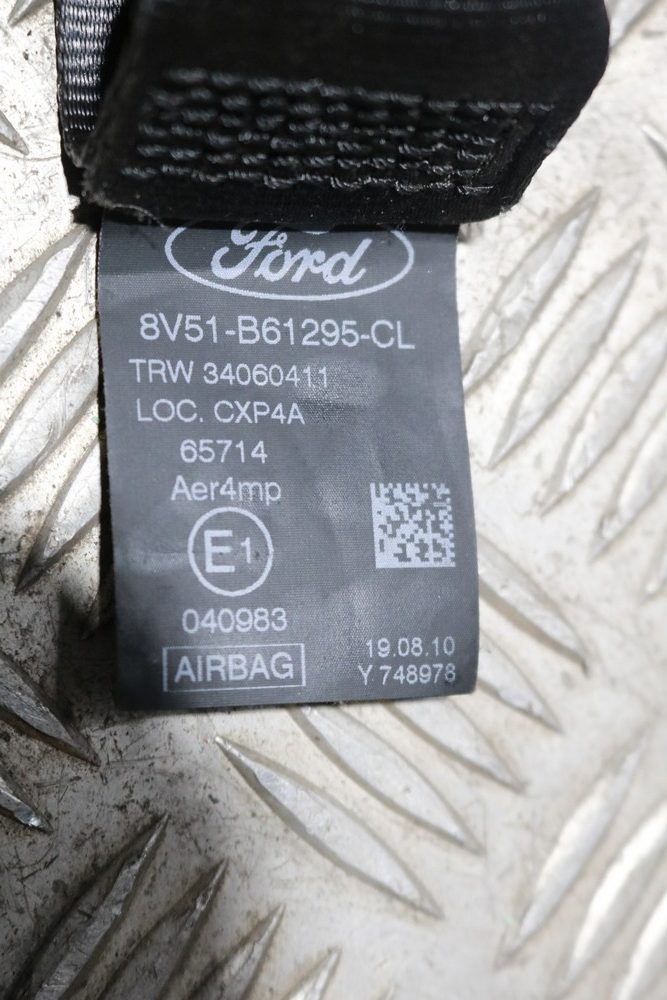 Ford
8V51-B61295-CL
TRW 34060411
LOC. CXP4A
65714
Aer4mp
E1
040983
AIRBAG
19.08.10
Y 748978